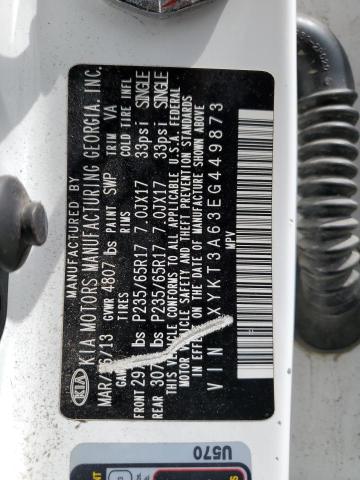 KIA
MANUFACTURED BY
KIA MOTORS MANUFACTURING GEORGIA, INC.
GVWR 4807 lbs PAINT SWP TRIM VA
TIRES RIMS COLD TIRE INFL
FRONT lbs P235/65R17 7.0JX17 33psi SINGLE
REAR lbs P235/65R17 7.0JX17 33psi SINGLE
THIS VEHICLE CONFORMS TO ALL APPLICABLE U.S.A. FEDERAL
MOTOR VEHICLE SAFETY AND THEFT PREVENTION STANDARDS
IN EFFECT ON THE DATE OF MANUFACTURE SHOWN ABOVE
VIN XYKT3A63EG449873
MPV
U570